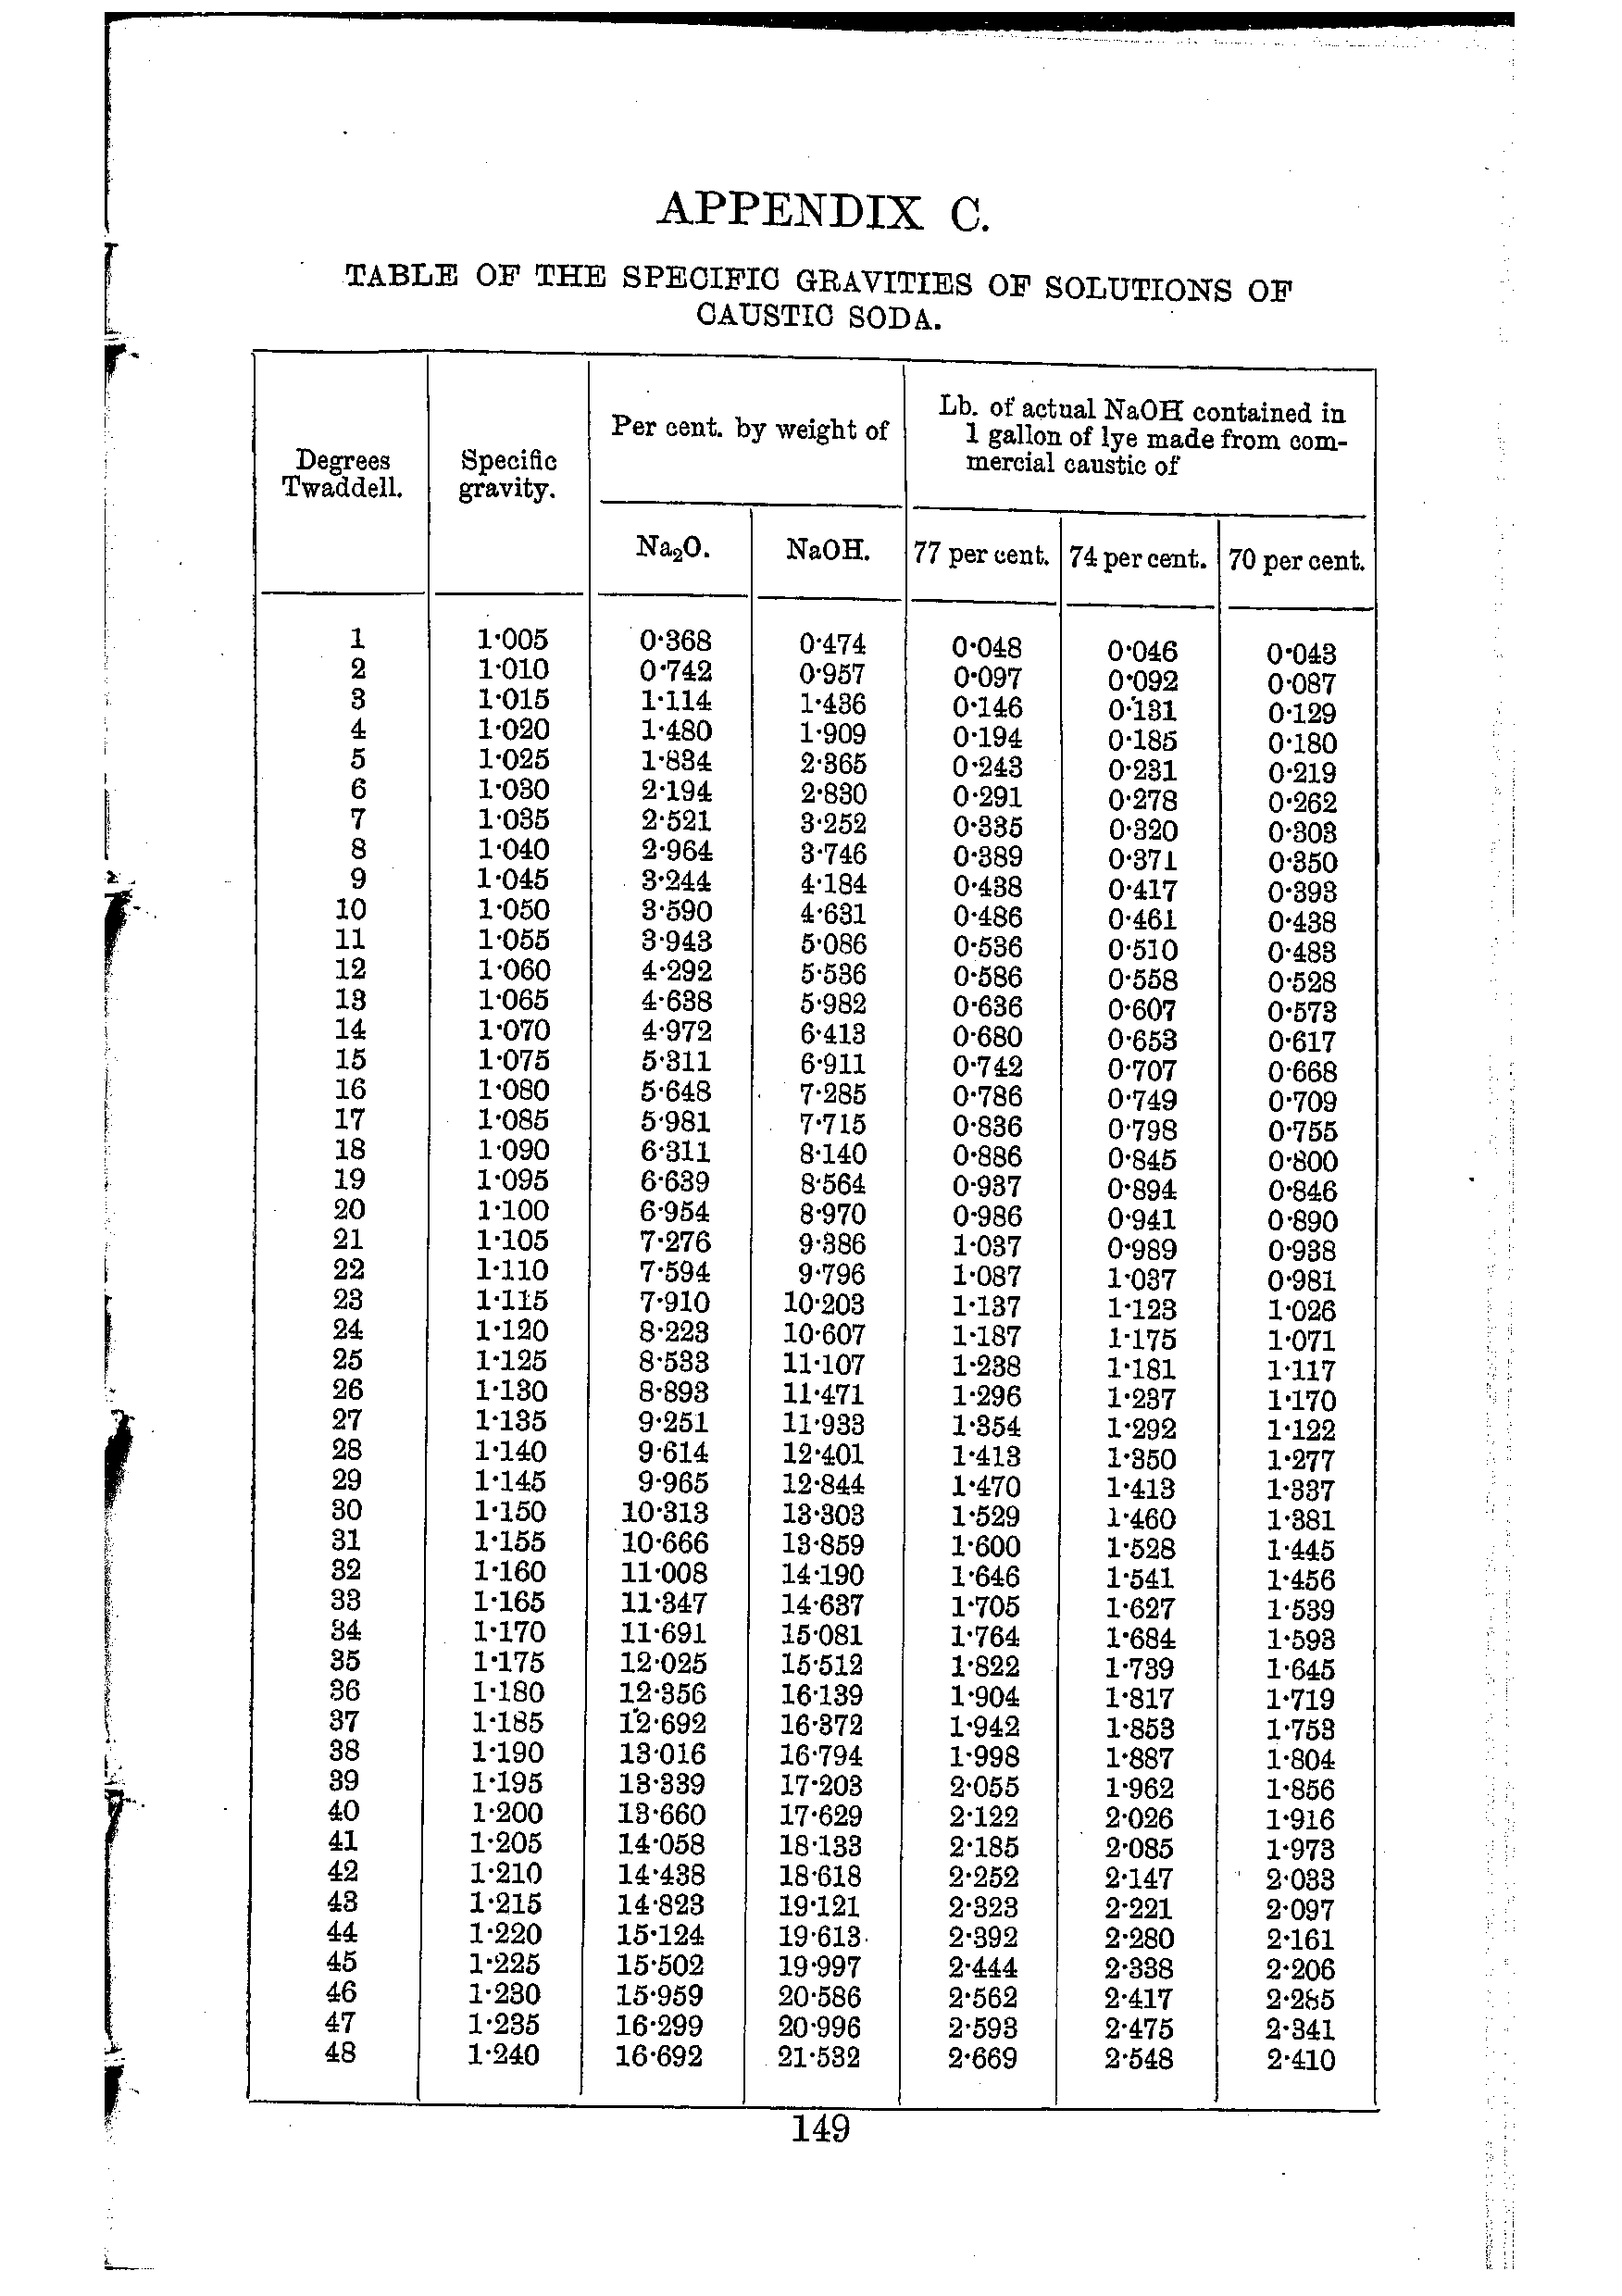 APPENDIX C.
TABLE OF THE SPECIFIC GRAVITIES OF SOLUTIONS OF
CAUSTIC SODA.
Degrees Twaddell. Specific gravity. Per cent. by weight of Lb. of actual NaOH contained in 1 gallon of lye made from com-mercial caustic of
Na₂O. NaOH. 77 per cent. 74 per cent. 70 per cent.
1 1·005 0·368 0·474 0·048 0·046 0·043
2 1·010 0·742 0·957 0·097 0·092 0·087
3 1·015 1·114 1·436 0·146 0·131 0·129
4 1·020 1·480 1·909 0·194 0·185 0·180
5 1·025 1·834 2·365 0·243 0·231 0·219
6 1·030 2·194 2·830 0·291 0·278 0·262
7 1·035 2·521 3·252 0·335 0·320 0·303
8 1·040 2·964 3·746 0·389 0·371 0·350
9 1·045 3·244 4·184 0·438 0·417 0·393
10 1·050 3·590 4·631 0·486 0·461 0·438
11 1·055 3·943 5·086 0·536 0·510 0·483
12 1·060 4·292 5·536 0·586 0·558 0·528
13 1·065 4·638 5·982 0·636 0·607 0·573
14 1·070 4·972 6·413 0·680 0·653 0·617
15 1·075 5·311 6·911 0·742 0·707 0·668
16 1·080 5·648 7·285 0·786 0·749 0·709
17 1·085 5·981 7·715 0·836 0·798 0·755
18 1·090 6·311 8·140 0·886 0·845 0·800
19 1·095 6·639 8·564 0·937 0·894 0·846
20 1·100 6·954 8·970 0·986 0·941 0·890
21 1·105 7·276 9·386 1·037 0·989 0·938
22 1·110 7·594 9·796 1·087 1·037 0·981
23 1·115 7·910 10·203 1·137 1·123 1·026
24 1·120 8·223 10·607 1·187 1·175 1·071
25 1·125 8·533 11·107 1·238 1·181 1·117
26 1·130 8·893 11·471 1·296 1·237 1·170
27 1·135 9·251 11·933 1·354 1·292 1·122
28 1·140 9·614 12·401 1·413 1·350 1·277
29 1·145 9·965 12·844 1·470 1·413 1·337
30 1·150 10·313 13·303 1·529 1·460 1·381
31 1·155 10·666 13·859 1·600 1·528 1·445
32 1·160 11·008 14·190 1·646 1·541 1·456
33 1·165 11·347 14·637 1·705 1·627 1·539
34 1·170 11·691 15·081 1·764 1·684 1·593
35 1·175 12·025 15·512 1·822 1·739 1·645
36 1·180 12·356 16·139 1·904 1·817 1·719
37 1·185 12·692 16·372 1·942 1·853 1·753
38 1·190 13·016 16·794 1·998 1·887 1·804
39 1·195 13·339 17·203 2·055 1·962 1·856
40 1·200 13·660 17·629 2·122 2·026 1·916
41 1·205 14·058 18·133 2·185 2·085 1·973
42 1·210 14·438 18·618 2·252 2·147 2·033
43 1·215 14·823 19·121 2·323 2·221 2·097
44 1·220 15·124 19·613 2·392 2·280 2·161
45 1·225 15·502 19·997 2·444 2·338 2·206
46 1·230 15·959 20·586 2·562 2·417 2·285
47 1·235 16·299 20·996 2·593 2·475 2·341
48 1·240 16·692 21·532 2·669 2·548 2·410
149